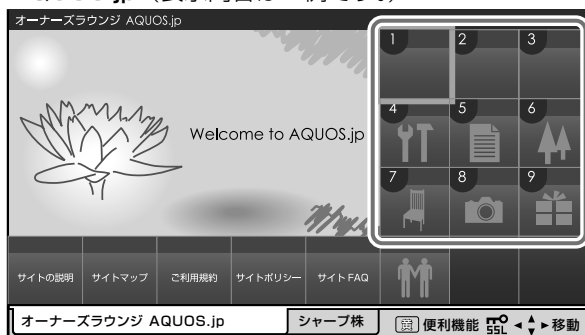 オーナーズラウンジ AQUOS.jp
1 2 3
Welcome to AQUOS.jp
4 5 6
7 8 9
サイトの説明 サイトマップ ご利用規約 サイトポリシー サイト FAQ
オーナーズラウンジ AQUOS.jp シャープ株 便利機能 SSL 移動